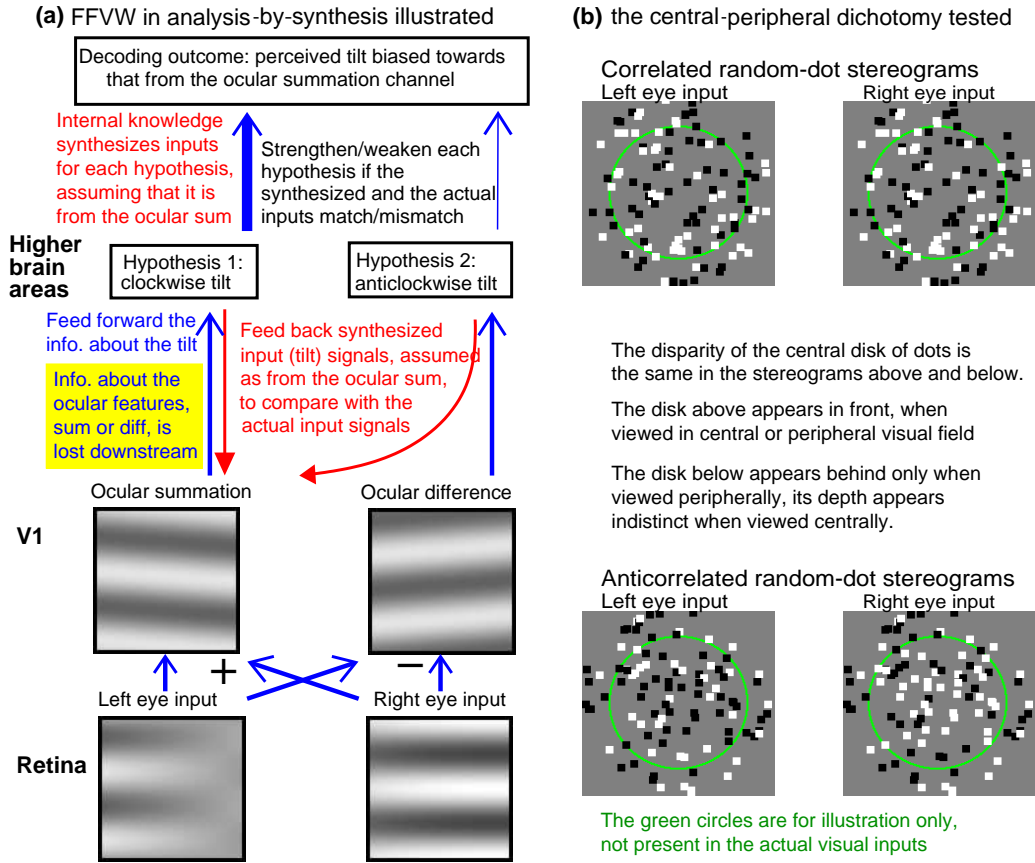 (a) FFVW in analysis-by-synthesis illustrated
Decoding outcome: perceived tilt biased towards
that from the ocular summation channel
Internal knowledge
synthesizes inputs
for each hypothesis,
assuming that it is
from the ocular sum
Strengthen/weaken each
hypothesis if the
synthesized and the actual
inputs match/mismatch
Higher
brain
areas
Hypothesis 1:
clockwise tilt
Hypothesis 2:
anticlockwise tilt
Feed forward the
info. about the tilt
Info. about the
ocular features,
sum or diff, is
lost downstream
Feed back synthesized
input (tilt) signals, assumed
as from the ocular sum,
to compare with the
actual input signals
Ocular summation
Ocular difference
V1
+
−
Left eye input
Right eye input
Retina
(b) the central-peripheral dichotomy tested
Correlated random-dot stereograms
Left eye input
Right eye input
The disparity of the central disk of dots is
the same in the stereograms above and below.
The disk above appears in front, when
viewed in central or peripheral visual field
The disk below appears behind only when
viewed peripherally, its depth appears
indistinct when viewed centrally.
Anticorrelated random-dot stereograms
Left eye input
Right eye input
The green circles are for illustration only,
not present in the actual visual inputs